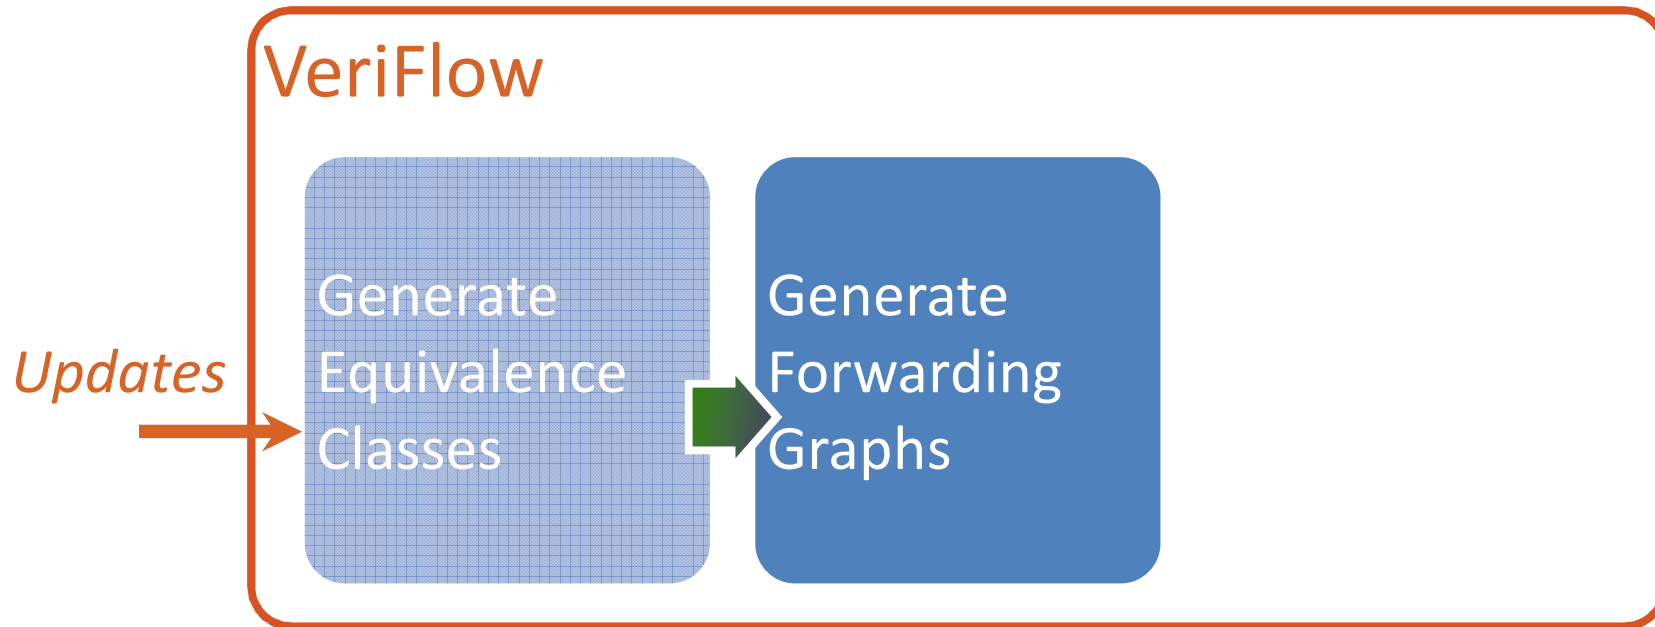 VeriFlow
Updates
Generate
Equivalence
Classes
Generate
Forwarding
Graphs